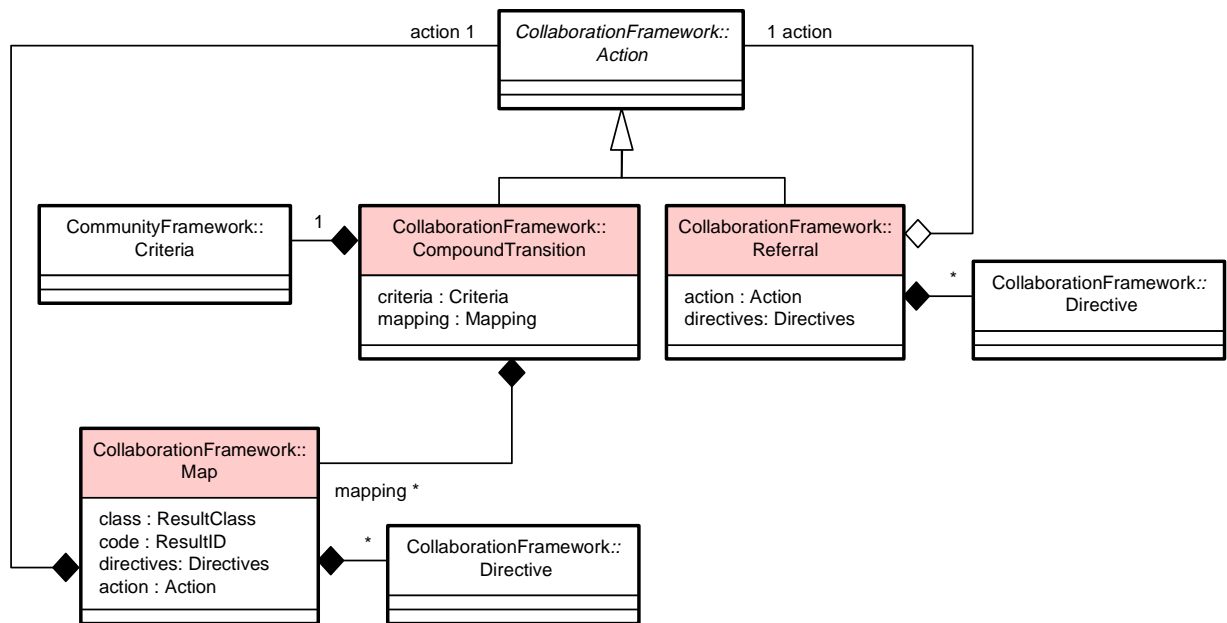 action 1
CollaborationFramework::
Action
1 action
CommunityFramework::
Criteria
1
CollaborationFramework::
CompoundTransition
criteria : Criteria
mapping : Mapping
CollaborationFramework::
Referral
action : Action
directives: Directives
*
CollaborationFramework::
Directive
CollaborationFramework::
Map
class : ResultClass
code : ResultID
directives: Directives
action : Action
mapping *
*
CollaborationFramework::
Directive